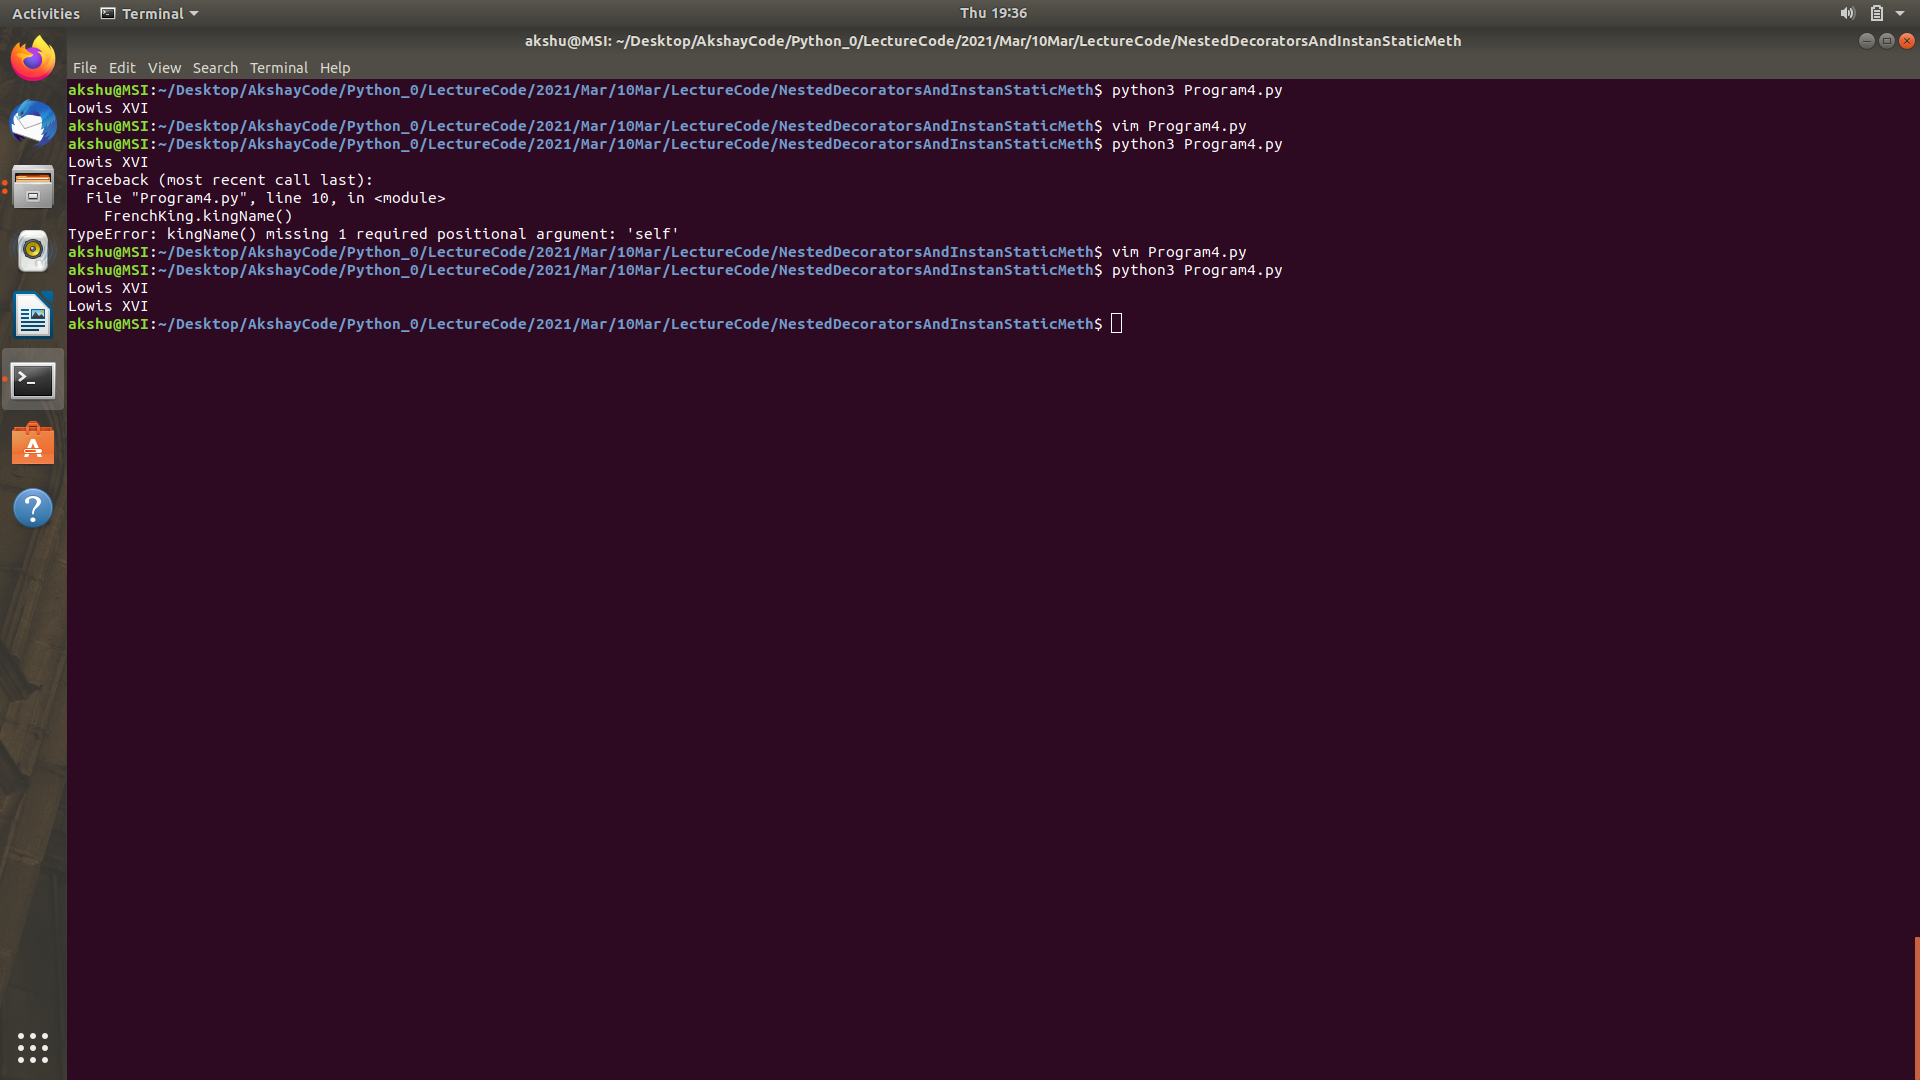 Activities Terminal Thu 19:36
akshu@MSI: ~/Desktop/AkshayCode/Python_0/LectureCode/2021/Mar/10Mar/LectureCode/NestedDecoratorsAndInstanStaticMeth
File Edit View Search Terminal Help
akshu@MSI:~/Desktop/AkshayCode/Python_0/LectureCode/2021/Mar/10Mar/LectureCode/NestedDecoratorsAndInstanStaticMeth$ python3 Program4.py
Lowis XVI
akshu@MSI:~/Desktop/AkshayCode/Python_0/LectureCode/2021/Mar/10Mar/LectureCode/NestedDecoratorsAndInstanStaticMeth$ vim Program4.py
akshu@MSI:~/Desktop/AkshayCode/Python_0/LectureCode/2021/Mar/10Mar/LectureCode/NestedDecoratorsAndInstanStaticMeth$ python3 Program4.py
Lowis XVI
Traceback (most recent call last):
  File "Program4.py", line 10, in <module>
    FrenchKing.kingName()
TypeError: kingName() missing 1 required positional argument: 'self'
akshu@MSI:~/Desktop/AkshayCode/Python_0/LectureCode/2021/Mar/10Mar/LectureCode/NestedDecoratorsAndInstanStaticMeth$ vim Program4.py
akshu@MSI:~/Desktop/AkshayCode/Python_0/LectureCode/2021/Mar/10Mar/LectureCode/NestedDecoratorsAndInstanStaticMeth$ python3 Program4.py
Lowis XVI
Lowis XVI
akshu@MSI:~/Desktop/AkshayCode/Python_0/LectureCode/2021/Mar/10Mar/LectureCode/NestedDecoratorsAndInstanStaticMeth$